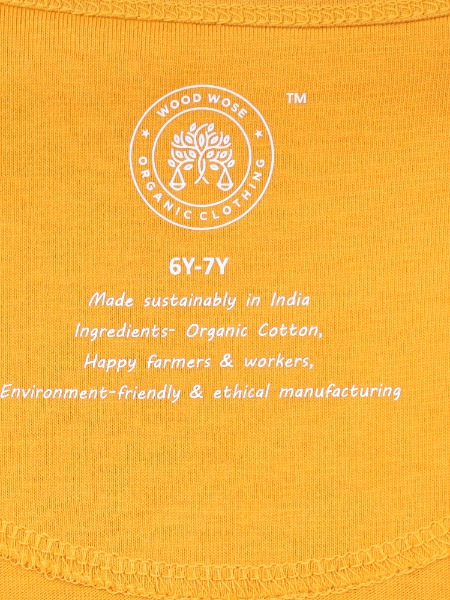 WOOD WOSE
TM
ORGANIC CLOTHING
6Y-7Y
Made sustainably in India
Ingredients- Organic Cotton,
Happy farmers & workers,
Environment-friendly & ethical manufacturing